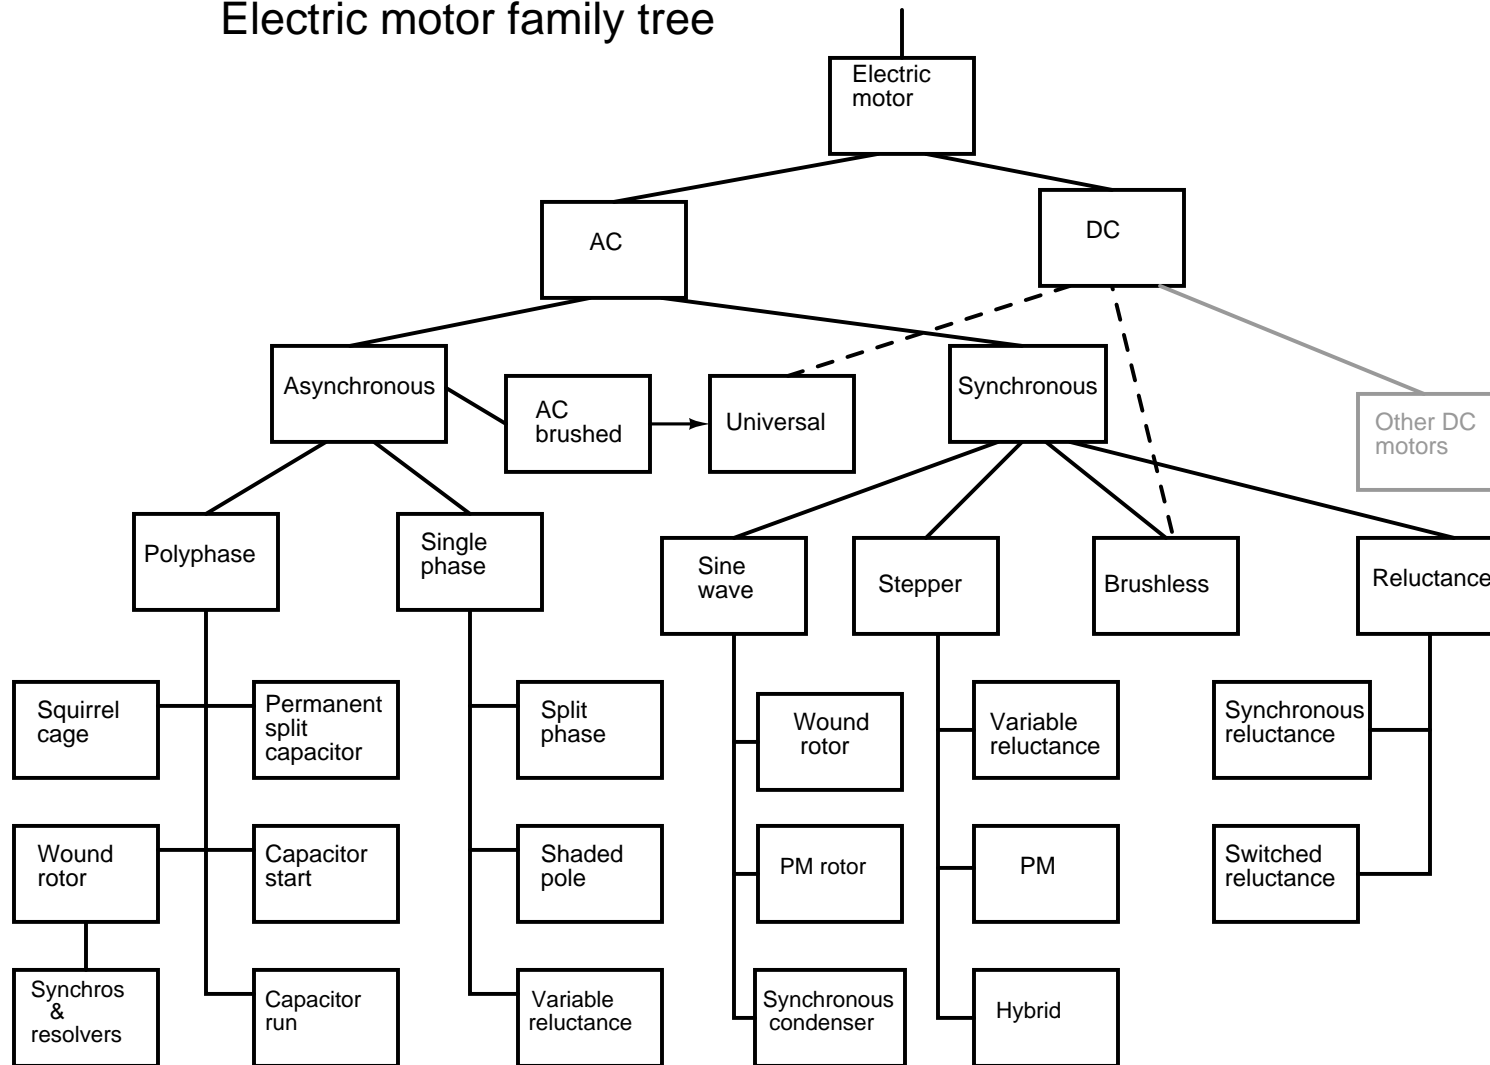 Electric motor family tree
Electric
motor
AC
DC
Asynchronous
AC
brushed
Universal
Synchronous
Other DC
motors
Polyphase
Single
phase
Sine
wave
Stepper
Brushless
Reluctance
Squirrel
cage
Permanent
split
capacitor
Split
phase
Wound
rotor
Variable
reluctance
Synchronous
reluctance
Wound
rotor
Capacitor
start
Shaded
pole
PM rotor
PM
Switched
reluctance
Synchros
&
resolvers
Capacitor
run
Variable
reluctance
Synchronous
condenser
Hybrid